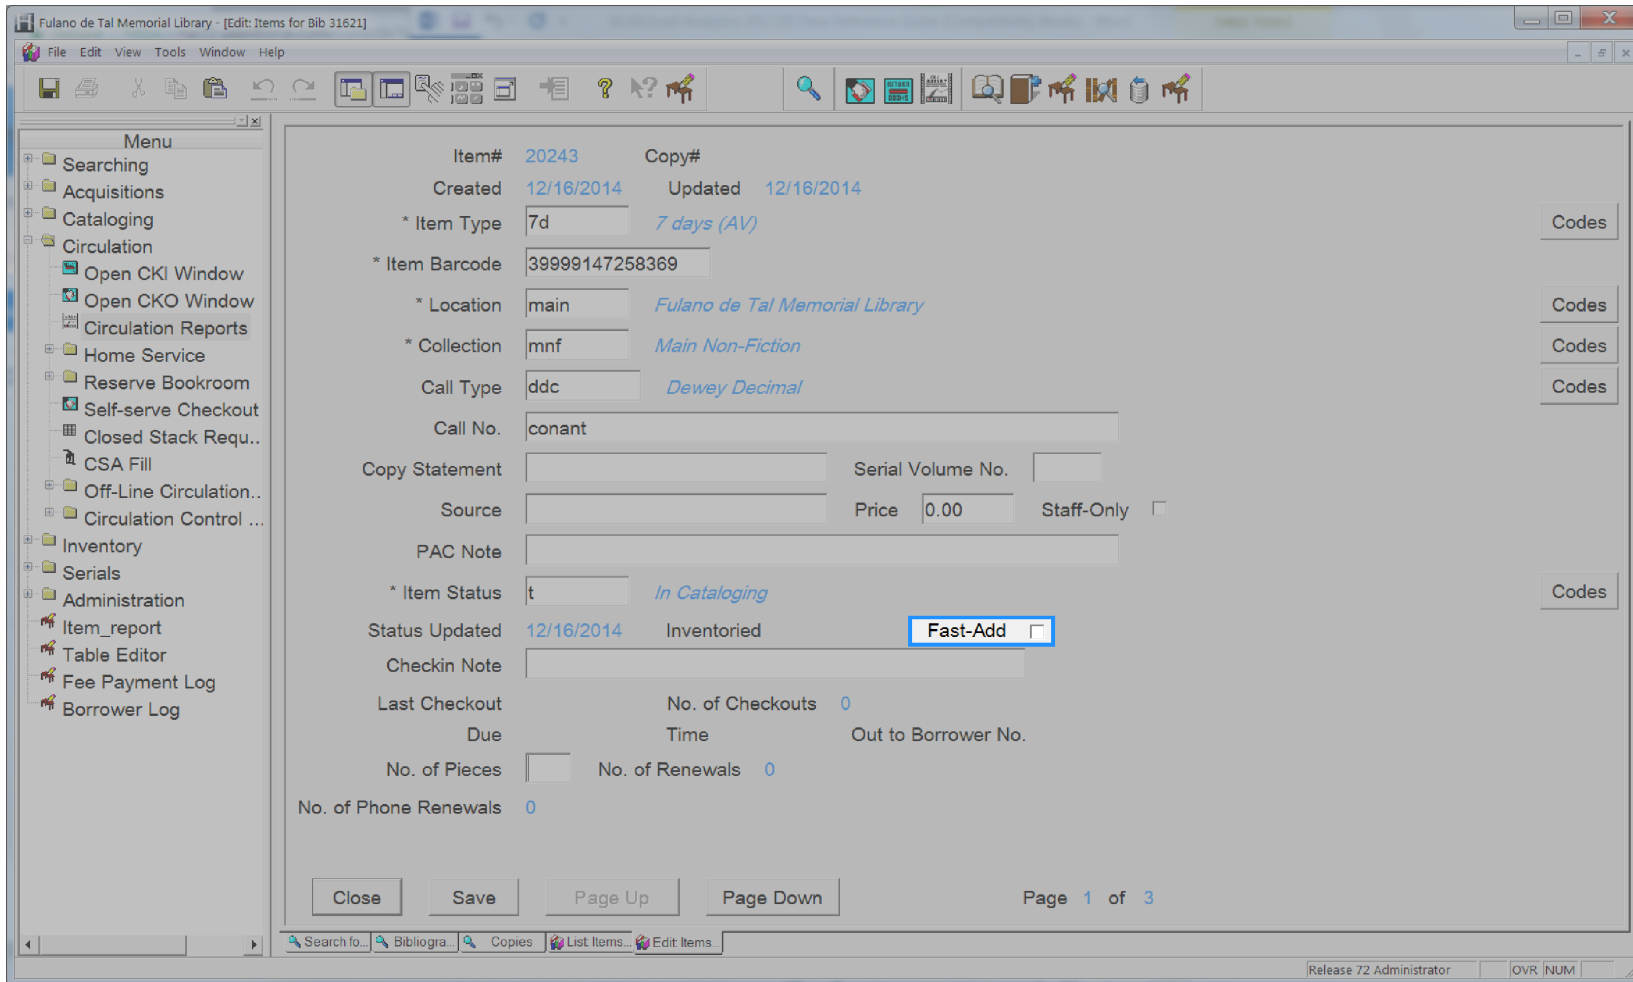 Fulano de Tal Memorial Library - [Edit: Items for Bib 31621]
File Edit View Tools Window Help
Menu
Searching
Acquisitions
Cataloging
Circulation
Open CKI Window
Open CKO Window
Circulation Reports
Home Service
Reserve Bookroom
Self-serve Checkout
Closed Stack Requ..
CSA Fill
Off-Line Circulation..
Circulation Control ...
Inventory
Serials
Administration
Item_report
Table Editor
Fee Payment Log
Borrower Log
Item# 20243 Copy#
Created 12/16/2014 Updated 12/16/2014
* Item Type 7d 7 days (AV) Codes
* Item Barcode 39999147258369
* Location main Fulano de Tal Memorial Library Codes
* Collection mnf Main Non-Fiction Codes
Call Type ddc Dewey Decimal Codes
Call No. conant
Copy Statement Serial Volume No.
Source Price 0.00 Staff-Only
PAC Note
* Item Status t In Cataloging Codes
Status Updated 12/16/2014 Inventoried Fast-Add
Checkin Note
Last Checkout No. of Checkouts 0
Due Time Out to Borrower No.
No. of Pieces No. of Renewals 0
No. of Phone Renewals 0
Close Save Page Up Page Down Page 1 of 3
Search fo... Bibliogra... Copies List: Items... Edit: Items...
Release 72 Administrator OVR NUM